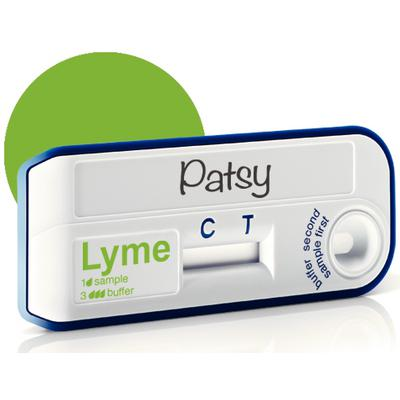 Patsy
C T
Lyme
1 sample
3 buffer
buffer second
sample first